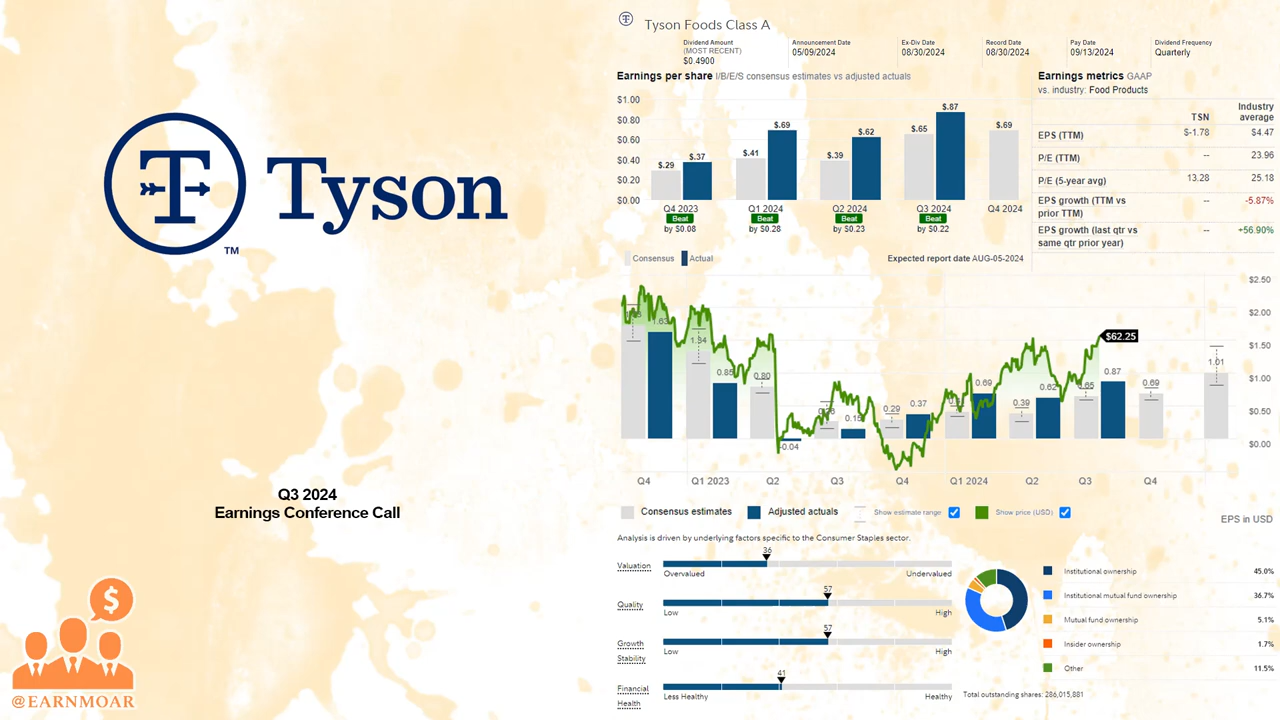 Tyson
TM
Q3 2024
Earnings Conference Call
$
@EARNMOAR
Tyson Foods Class A
Dividend Amount
(MOST RECENT)
$0.4900
Announcement Date
05/09/2024
Ex-Div Date
08/30/2024
Record Date
08/30/2024
Pay Date
09/13/2024
Dividend Frequency
Quarterly
Earnings per share I/B/E/S consensus estimates vs adjusted actuals
$1.00
$0.80
$0.60
$0.40
$0.20
$0.00
$.29
$.37
$.41
$.69
$.39
$.62
$.65
$.87
$.69
Q4 2023
Q1 2024
Q2 2024
Q3 2024
Q4 2024
Beat
by $0.08
Beat
by $0.28
Beat
by $0.23
Beat
by $0.22
Consensus
Actual
Expected report date AUG-05-2024
Earnings metrics GAAP
vs. industry: Food Products
TSN
Industry
average
EPS (TTM)
$-1.78
$4.47
P/E (TTM)
--
23.96
P/E (5-year avg)
13.28
25.18
EPS growth (TTM vs
prior TTM)
--
-5.87%
EPS growth (last qtr vs
same qtr prior year)
--
+56.90%
$2.50
$2.00
$1.50
$1.00
$0.50
$0.00
1.63
1.34
0.85
0.80
-0.04
0.15
0.29
0.37
0.69
0.39
0.62
0.65
0.87
0.69
1.01
$62.25
Q4
Q1 2023
Q2
Q3
Q4
Q1 2024
Q2
Q3
Q4
Consensus estimates
Adjusted actuals
Show estimate range
Show price (USD)
EPS in USD
Analysis is driven by underlying factors specific to the Consumer Staples sector.
Valuation
36
Overvalued
Undervalued
Quality
57
Low
High
Growth
Stability
57
Low
High
Financial
Health
41
Less Healthy
Healthy
Institutional ownership
45.0%
Institutional mutual fund ownership
36.7%
Mutual fund ownership
5.1%
Insider ownership
1.7%
Other
11.5%
Total outstanding shares: 286,015,881